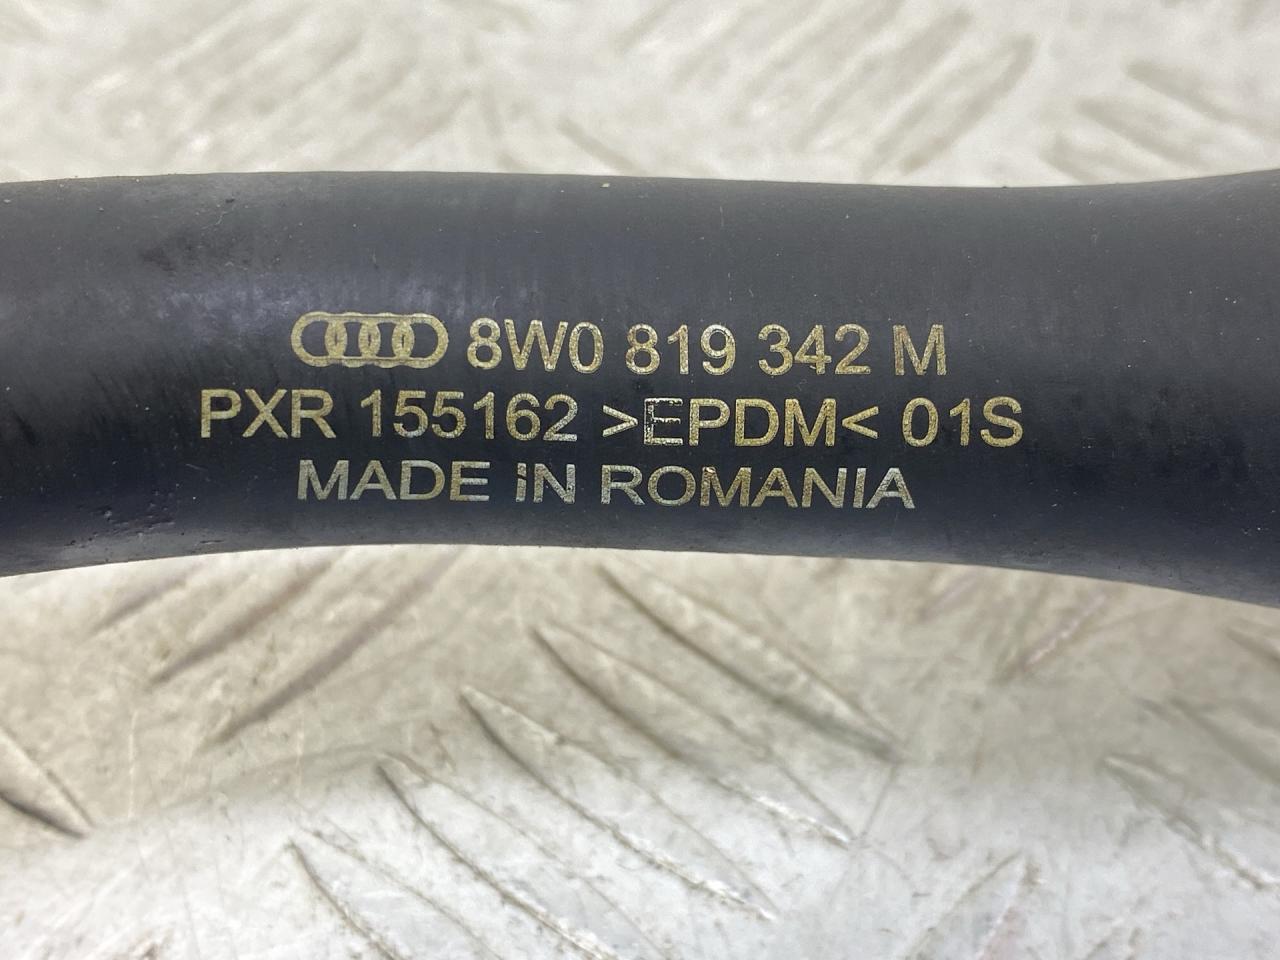 8W0 819 342 M
PXR 155162 >EPDM< 01S
MADE IN ROMANIA